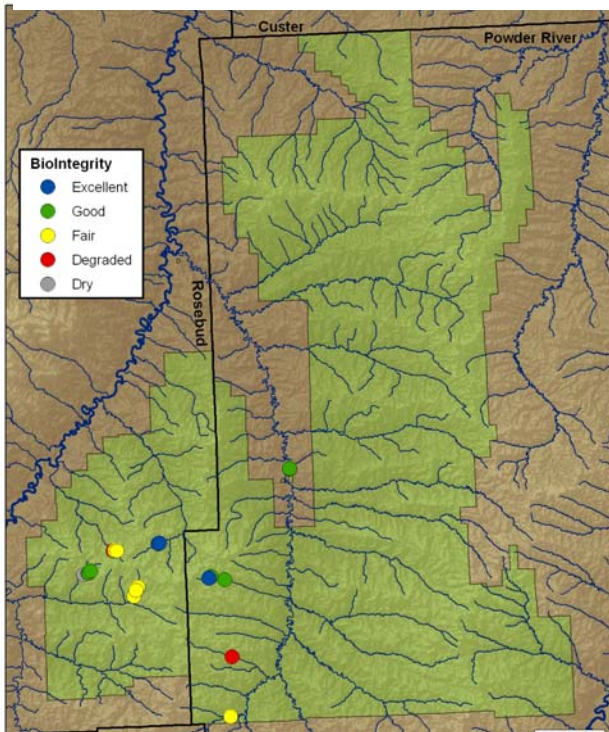 Custer
Powder River
BioIntegrity
Excellent
Good
Fair
Degraded
Dry
Rosebud